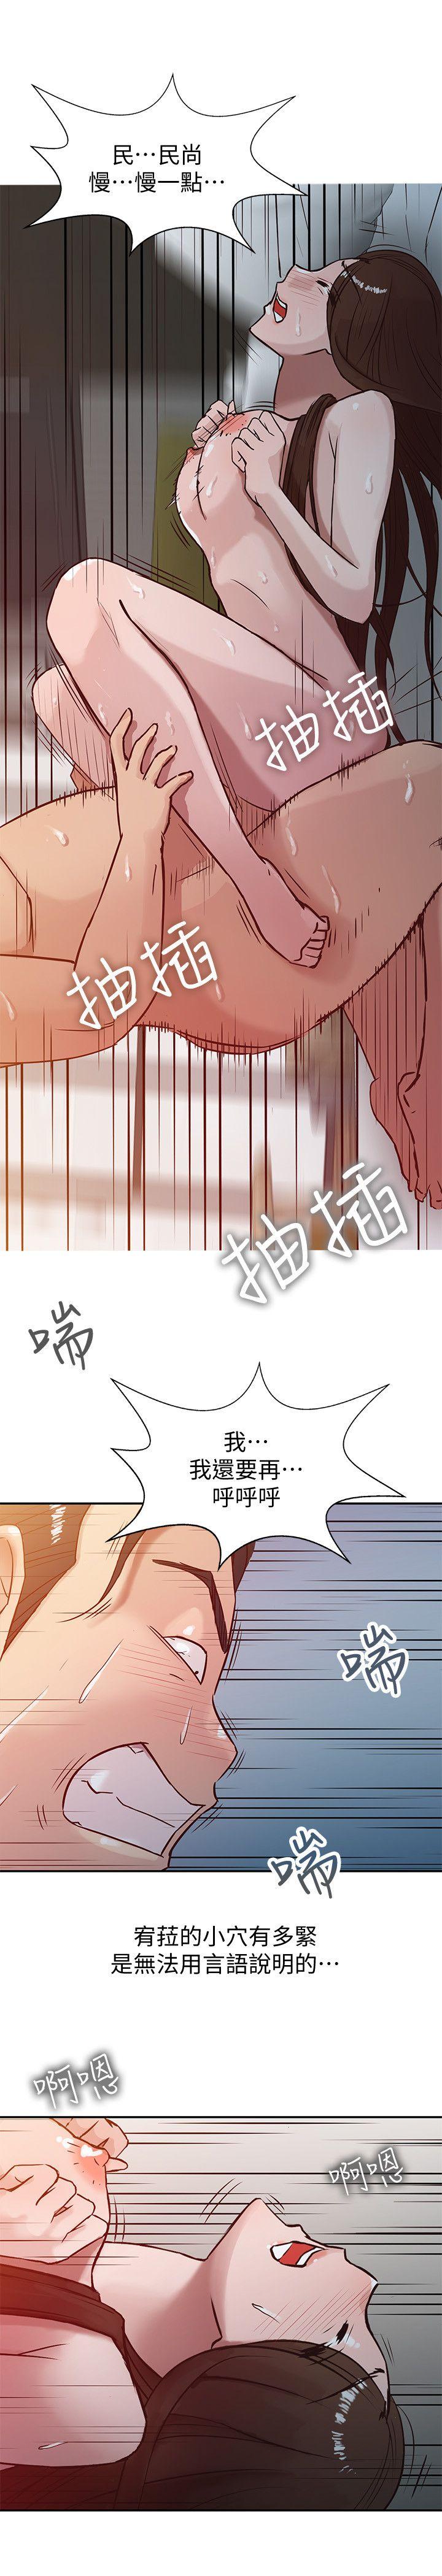 民⋯民尚
慢⋯慢一點⋯
抽插
抽插
抽插
喘
我⋯
我還要再⋯
呼呼呼
喘
喘
宥菈的小穴有多緊
是無法用言語說明的⋯
啊嗯
啊嗯